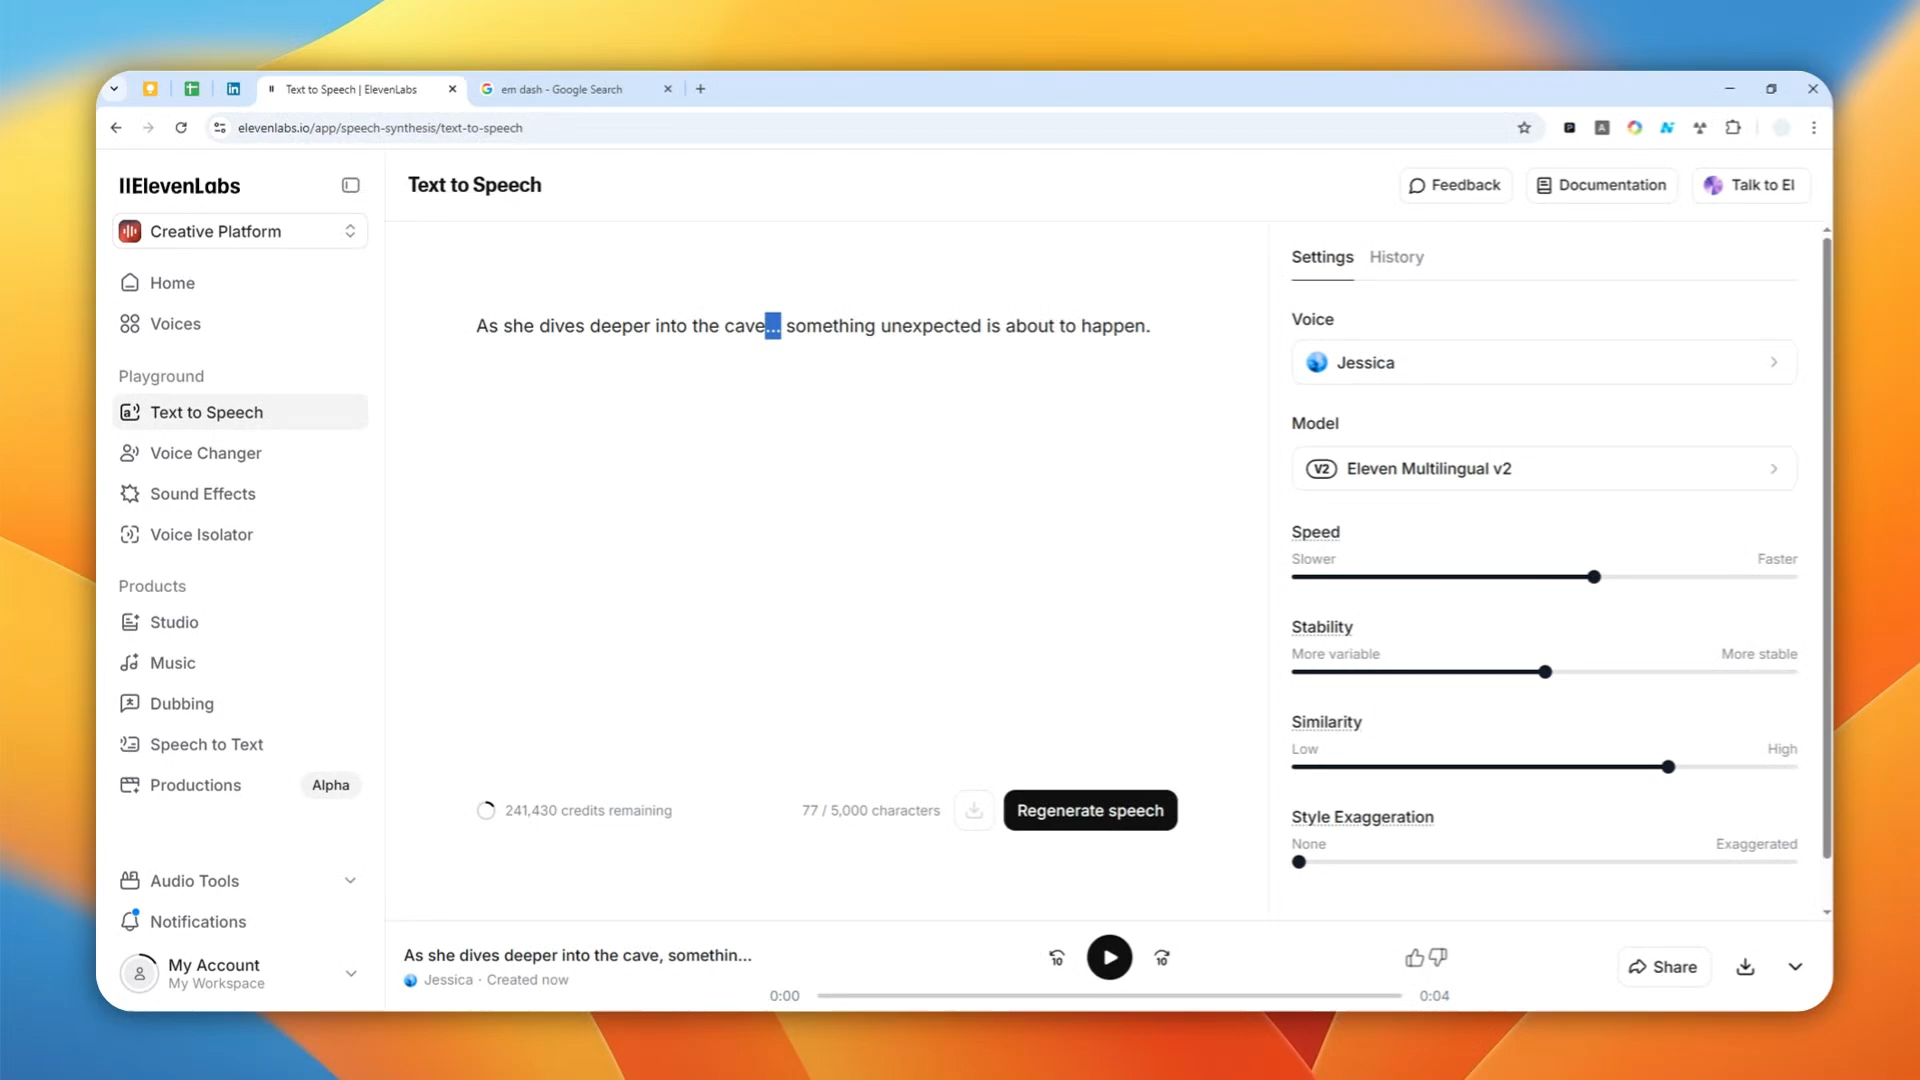 Text to Speech | ElevenLabs
em dash - Google Search
elevenlabs.io/app/speech-synthesis/text-to-speech
IIElevenLabs
Creative Platform
Home
Voices
Playground
Text to Speech
Voice Changer
Sound Effects
Voice Isolator
Products
Studio
Music
Dubbing
Speech to Text
Productions Alpha
Audio Tools
Notifications
My Account
My Workspace
Text to Speech
Feedback
Documentation
Talk to El
As she dives deeper into the cave... something unexpected is about to happen.
241,430 credits remaining
77 / 5,000 characters
Regenerate speech
Settings History
Voice
Jessica
Model
V2 Eleven Multilingual v2
Speed
Slower Faster
Stability
More variable More stable
Similarity
Low High
Style Exaggeration
None Exaggerated
As she dives deeper into the cave, somethin...
Jessica · Created now
10 10
0:00 0:04
Share